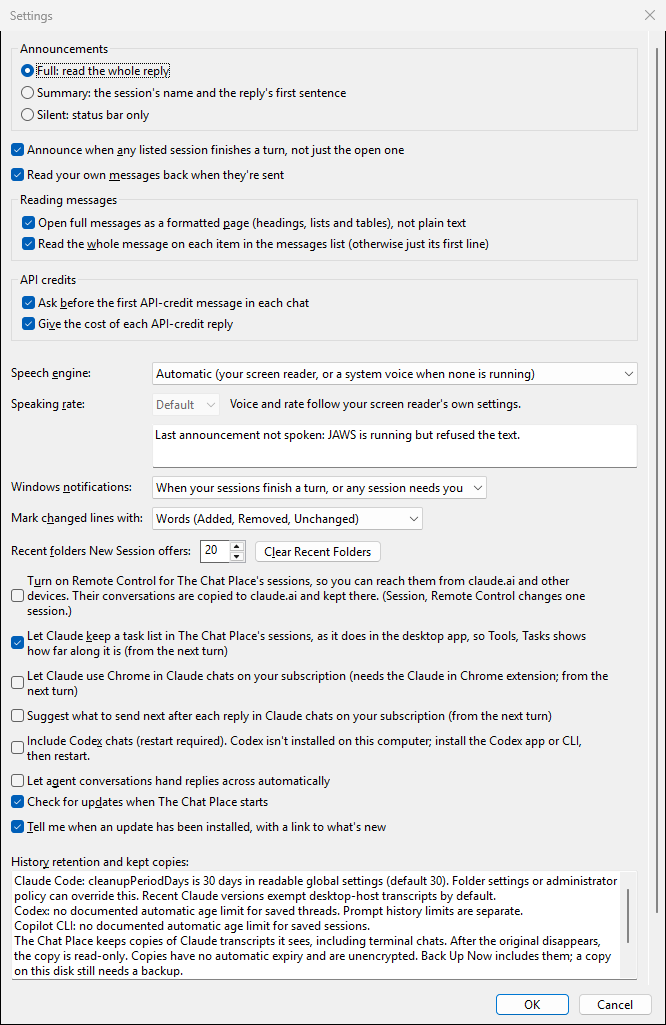 Settings
Announcements
Full: read the whole reply
Summary: the session's name and the reply's first sentence
Silent: status bar only
Announce when any listed session finishes a turn, not just the open one
Read your own messages back when they're sent
Reading messages
Open full messages as a formatted page (headings, lists and tables), not plain text
Read the whole message on each item in the messages list (otherwise just its first line)
API credits
Ask before the first API-credit message in each chat
Give the cost of each API-credit reply
Speech engine:
Automatic (your screen reader, or a system voice when none is running)
Speaking rate:
Default
Voice and rate follow your screen reader's own settings.
Last announcement not spoken: JAWS is running but refused the text.
Windows notifications:
When your sessions finish a turn, or any session needs you
Mark changed lines with:
Words (Added, Removed, Unchanged)
Recent folders New Session offers:
20
Clear Recent Folders
Turn on Remote Control for The Chat Place's sessions, so you can reach them from claude.ai and other
devices. Their conversations are copied to claude.ai and kept there. (Session, Remote Control changes one
session.)
Let Claude keep a task list in The Chat Place's sessions, as it does in the desktop app, so Tools, Tasks shows
how far along it is (from the next turn)
Let Claude use Chrome in Claude chats on your subscription (needs the Claude in Chrome extension; from the
next turn)
Suggest what to send next after each reply in Claude chats on your subscription (from the next turn)
Include Codex chats (restart required). Codex isn't installed on this computer; install the Codex app or CLI,
then restart.
Let agent conversations hand replies across automatically
Check for updates when The Chat Place starts
Tell me when an update has been installed, with a link to what's new
History retention and kept copies:
Claude Code: cleanupPeriodDays is 30 days in readable global settings (default 30). Folder settings or administrator
policy can override this. Recent Claude versions exempt desktop-host transcripts by default.
Codex: no documented automatic age limit for saved threads. Prompt history limits are separate.
Copilot CLI: no documented automatic age limit for saved sessions.
The Chat Place keeps copies of Claude transcripts it sees, including terminal chats. After the original disappears,
the copy is read-only. Copies have no automatic expiry and are unencrypted. Back Up Now includes them; a copy
on this disk still needs a backup.
OK
Cancel